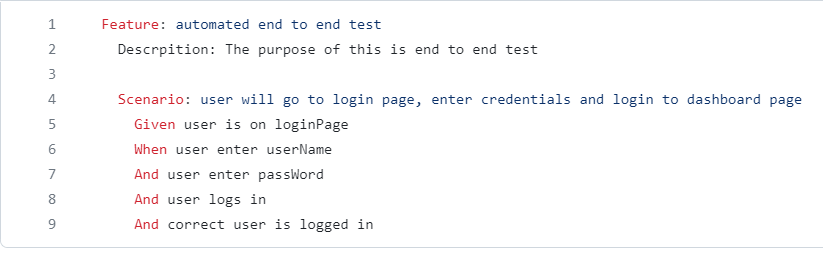 1 Feature: automated end to end test
2 Descrpition: The purpose of this is end to end test
3
4 Scenario: user will go to login page, enter credentials and login to dashboard page
5 Given user is on loginPage
6 When user enter userName
7 And user enter passWord
8 And user logs in
9 And correct user is logged in